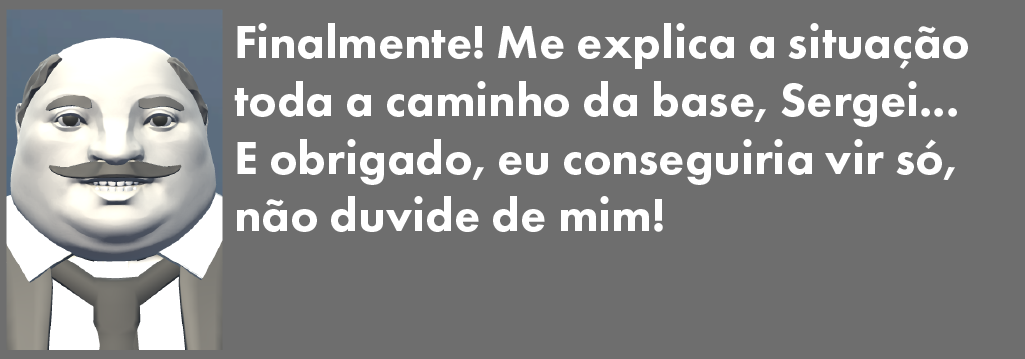 Finalmente! Me explica a situação
toda a caminho da base, Sergei...
E obrigado, eu conseguiria vir só,
não duvide de mim!